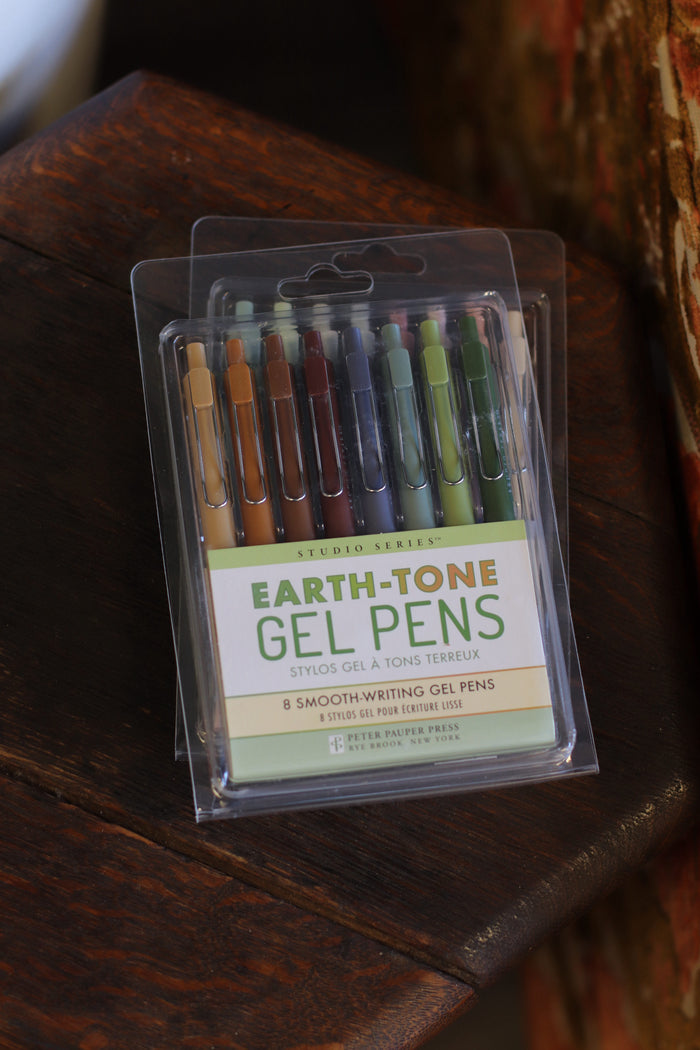 STUDIO SERIES™
EARTH-TONE
GEL PENS
STYLOS GEL À TONS TERREUX
8 SMOOTH-WRITING GEL PENS
8 STYLOS GEL POUR ÉCRITURE LISSE
PETER PAUPER PRESS
RYE BROOK, NEW YORK